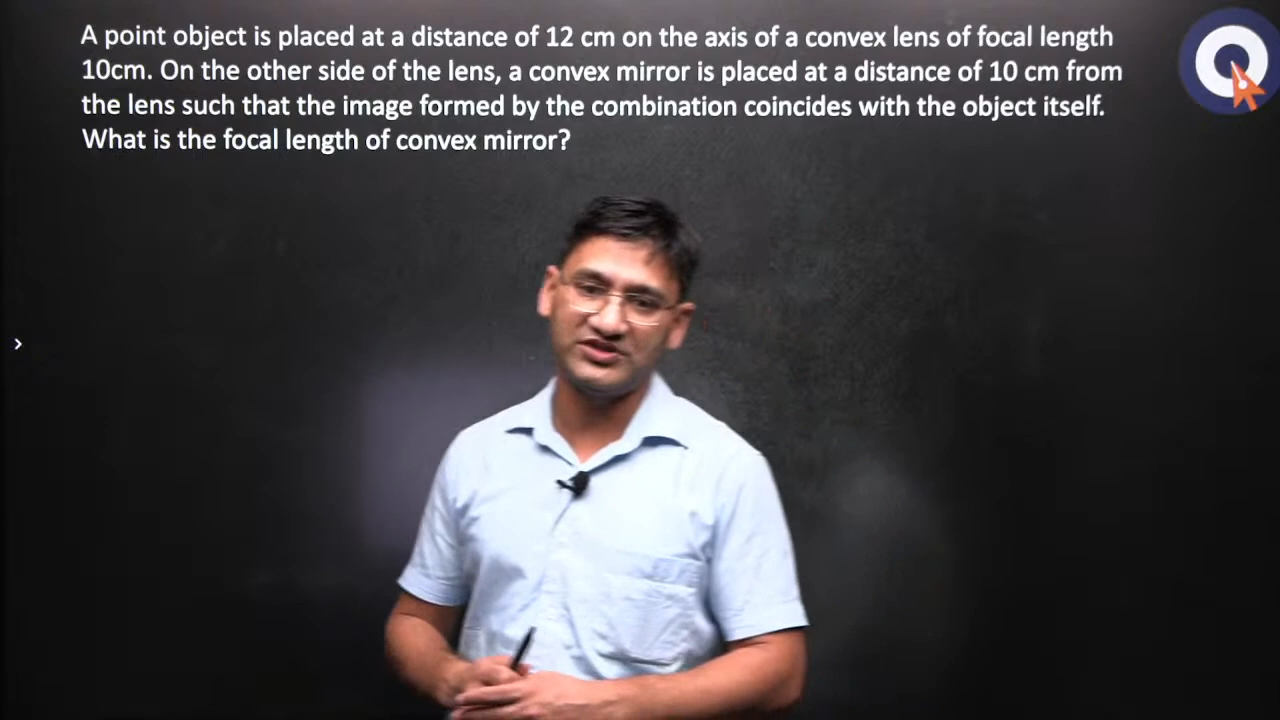 A point object is placed at a distance of 12 cm on the axis of a convex lens of focal length
10cm. On the other side of the lens, a convex mirror is placed at a distance of 10 cm from
the lens such that the image formed by the combination coincides with the object itself.
What is the focal length of convex mirror?